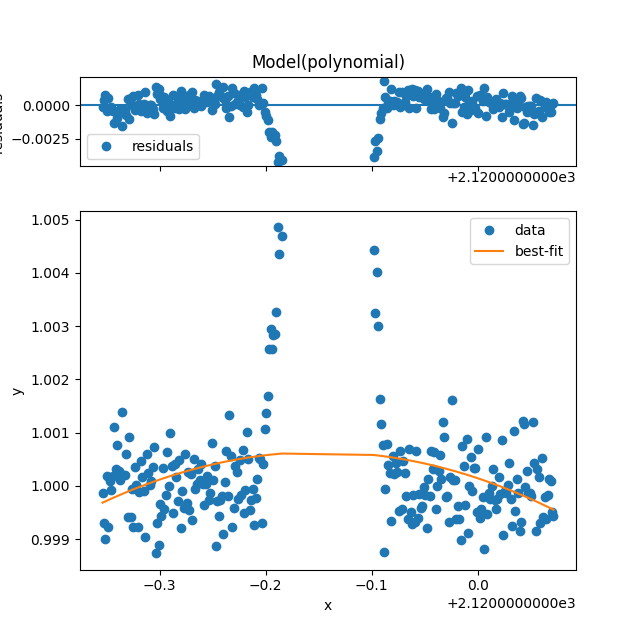 Model(polynomial)
0.0000
−0.0025
residuals
+2.1200000000e3
1.005
1.004
1.003
1.002
1.001
1.000
0.999
y
data
best-fit
−0.3
−0.2
−0.1
0.0
x
+2.1200000000e3